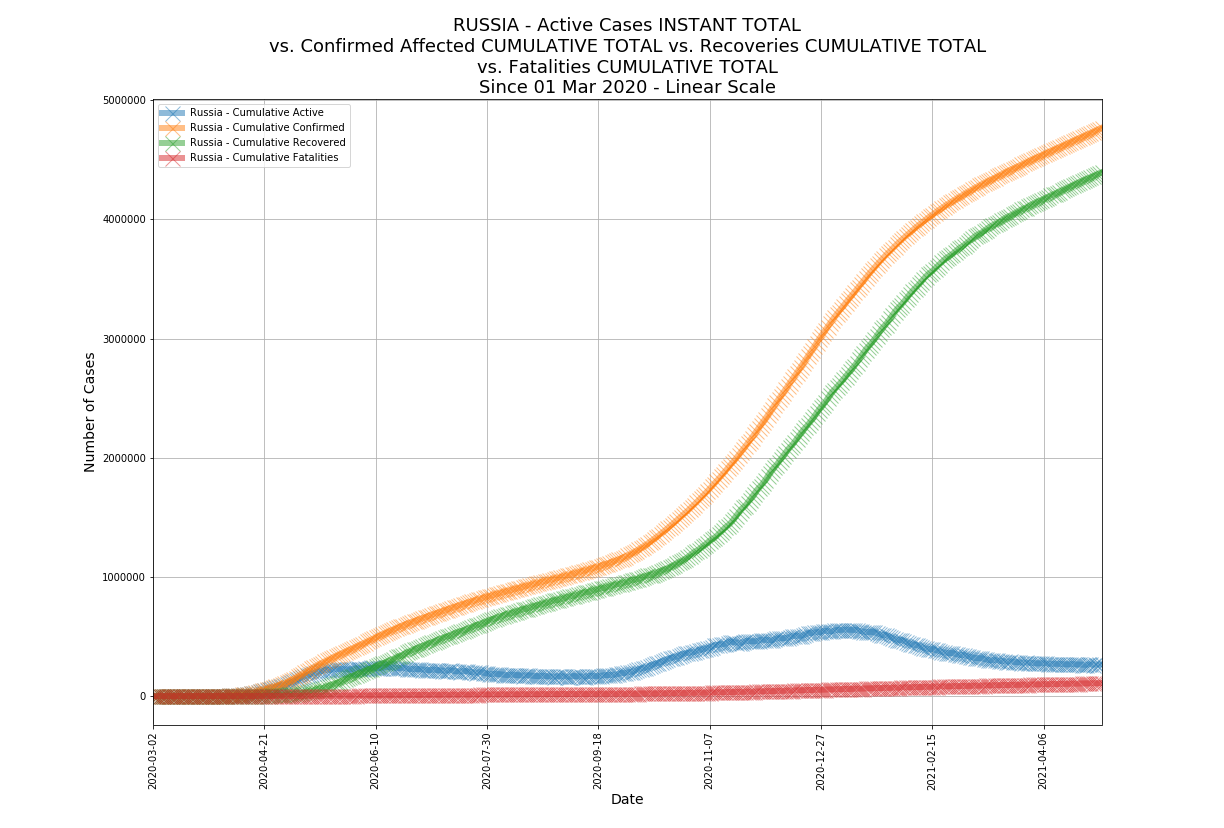 RUSSIA - Active Cases INSTANT TOTAL
vs. Confirmed Affected CUMULATIVE TOTAL vs. Recoveries CUMULATIVE TOTAL
vs. Fatalities CUMULATIVE TOTAL
Since 01 Mar 2020 - Linear Scale
Russia - Cumulative Active
Russia - Cumulative Confirmed
Russia - Cumulative Recovered
Russia - Cumulative Fatalities
Number of Cases
5000000
4000000
3000000
2000000
1000000
0
2020-03-02
2020-04-21
2020-06-10
2020-07-30
2020-09-18
2020-11-07
2020-12-27
2021-02-15
2021-04-06
Date